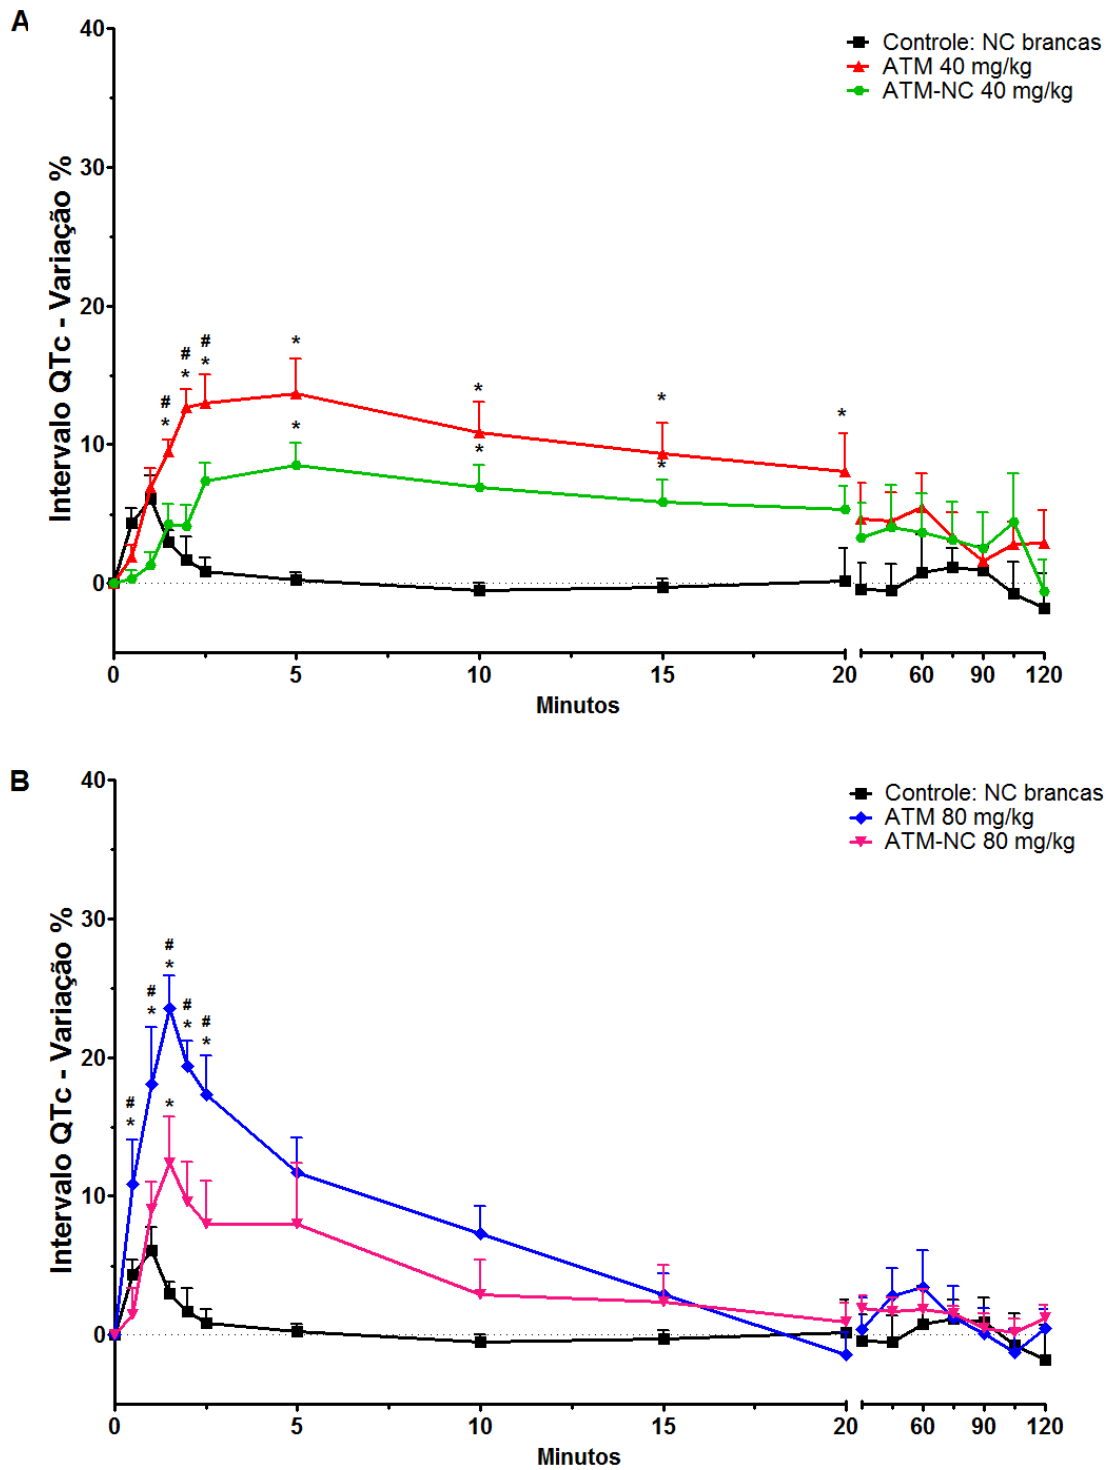 A
40
30
20
10
0
Intervalo QTc - Variação %
Controle: NC brancas
ATM 40 mg/kg
ATM-NC 40 mg/kg
# # #
* * * * * * *
* * *
0 5 10 15 20 60 90 120
Minutos
B
40
30
20
10
0
Intervalo QTc - Variação %
Controle: NC brancas
ATM 80 mg/kg
ATM-NC 80 mg/kg
# # # # #
* * * * *
*
0 5 10 15 20 60 90 120
Minutos